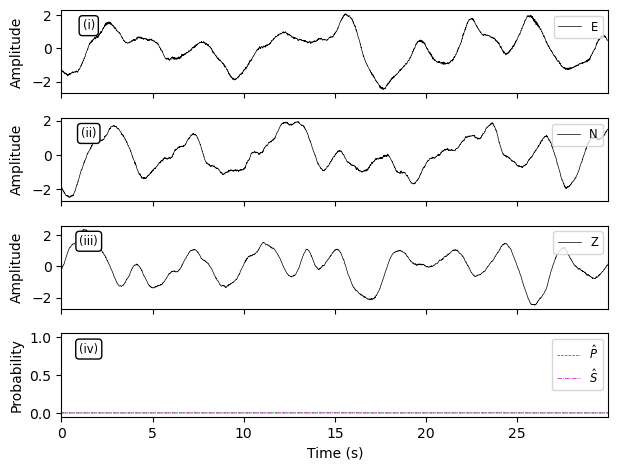 2
0
−2
Amplitude
(i)
E
2
0
−2
Amplitude
(ii)
N
2
0
−2
Amplitude
(iii)
Z
1.0
0.5
0.0
Probability
(iv)
P̂
Ŝ
0 5 10 15 20 25
Time (s)